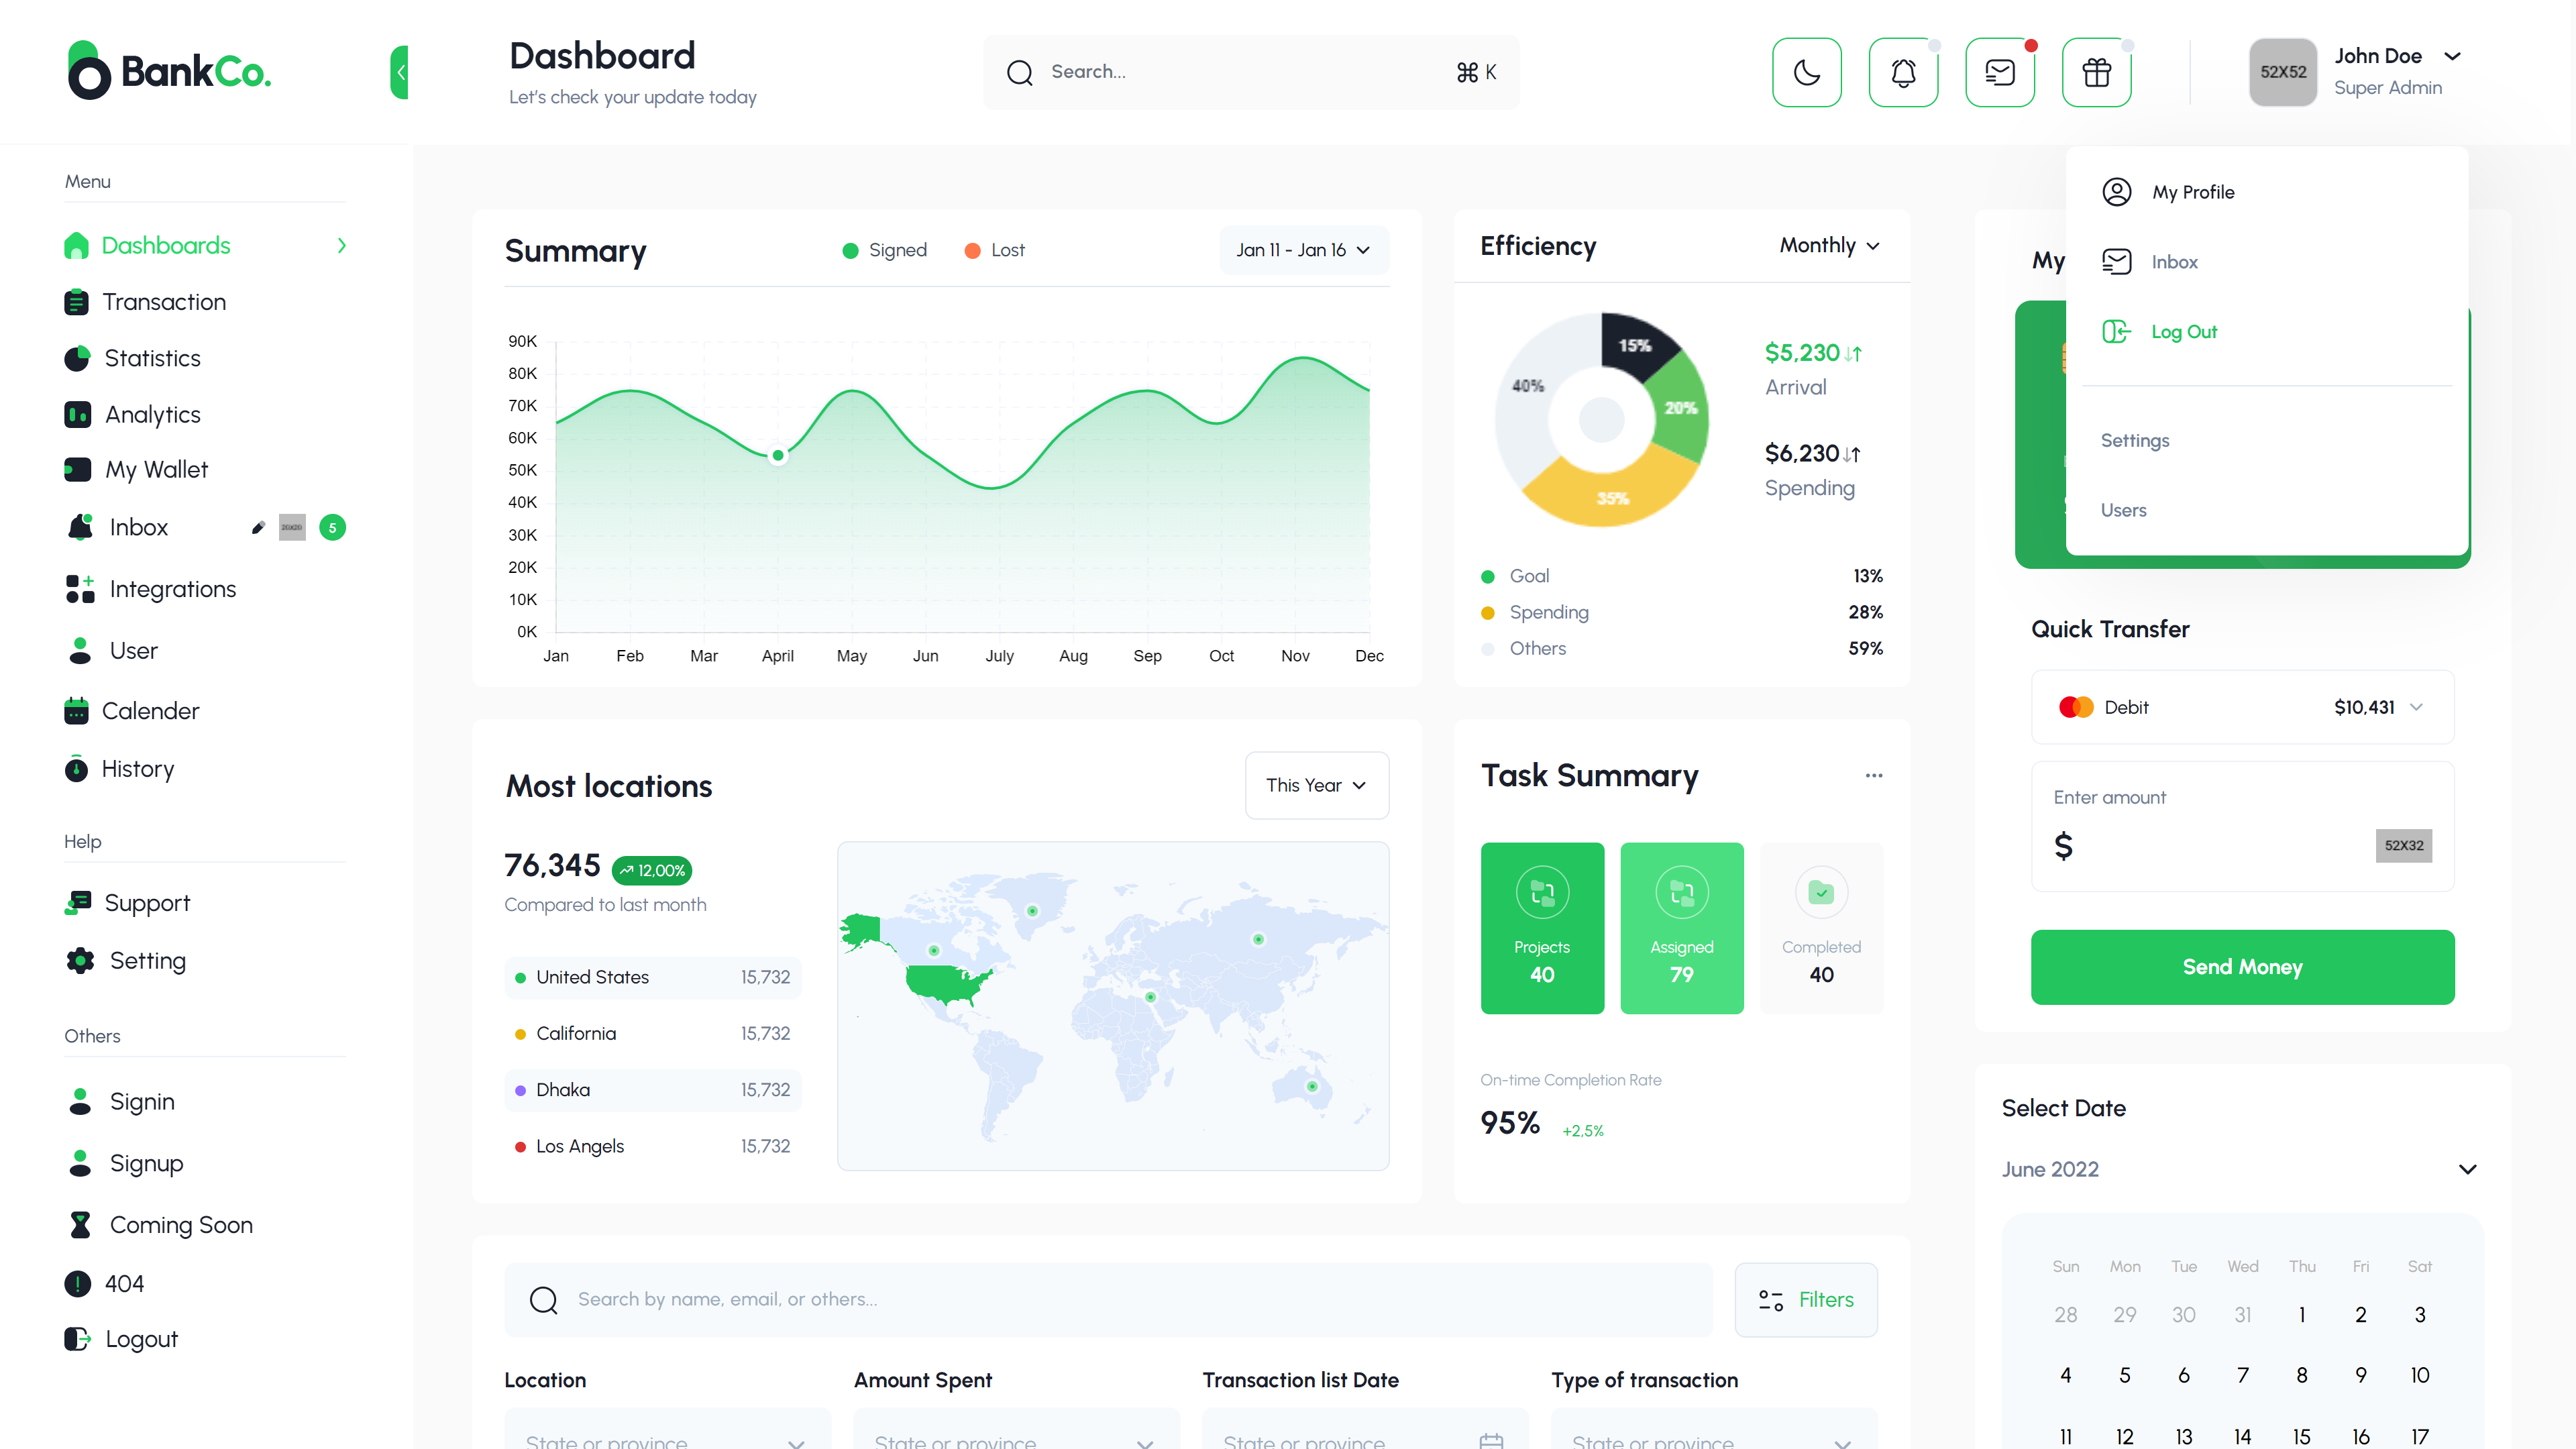 BankCo.
Dashboard
Let's check your update today
Search...
⌘ K
52X52
John Doe
Super Admin
Menu
Dashboards
Transaction
Statistics
Analytics
My Wallet
Inbox
20X20
5
Integrations
User
Calender
History
Help
Support
Setting
Others
Signin
Signup
Coming Soon
404
Logout
Summary
Signed
Lost
Jan 11 - Jan 16
90K
80K
70K
60K
50K
40K
30K
20K
10K
0K
Jan Feb Mar April May Jun July Aug Sep Oct Nov Dec
Efficiency
Monthly
15%
20%
35%
40%
$5,230
Arrival
$6,230
Spending
Goal 13%
Spending 28%
Others 59%
My
My Profile
Inbox
Log Out
Settings
Users
Quick Transfer
Debit $10,431
Enter amount
$
52X32
Send Money
Most locations
This Year
76,345
12,00%
Compared to last month
United States 15,732
California 15,732
Dhaka 15,732
Los Angels 15,732
Task Summary
...
Projects
40
Assigned
79
Completed
40
On-time Completion Rate
95% +2,5%
Select Date
June 2022
Sun Mon Tue Wed Thu Fri Sat
28 29 30 31 1 2 3
4 5 6 7 8 9 10
11 12 13 14 15 16 17
Search by name, email, or others...
Filters
Location
Amount Spent
Transaction list Date
Type of transaction
State or province
State or province
State or province
State or province